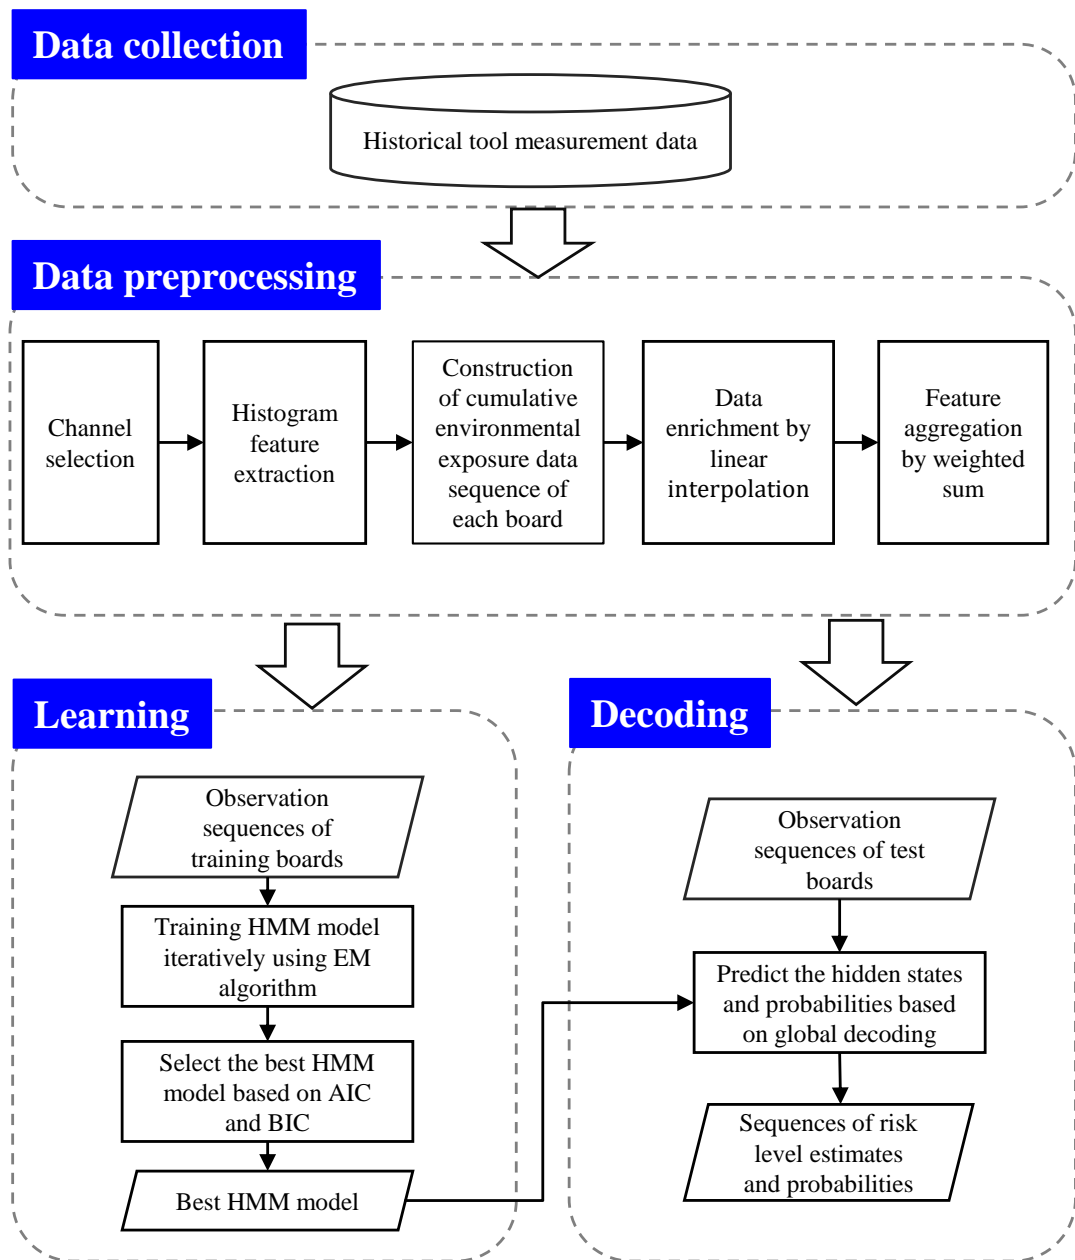 Data collection
Historical tool measurement data
Data preprocessing
Channel
selection
Histogram
feature
extraction
Construction
of cumulative
environmental
exposure data
sequence of
each board
Data
enrichment by
linear
interpolation
Feature
aggregation
by weighted
sum
Learning
Observation
sequences of
training boards
Training HMM model
iteratively using EM
algorithm
Select the best HMM
model based on AIC
and BIC
Best HMM model
Decoding
Observation
sequences of test
boards
Predict the hidden states
and probabilities based
on global decoding
Sequences of risk
level estimates
and probabilities